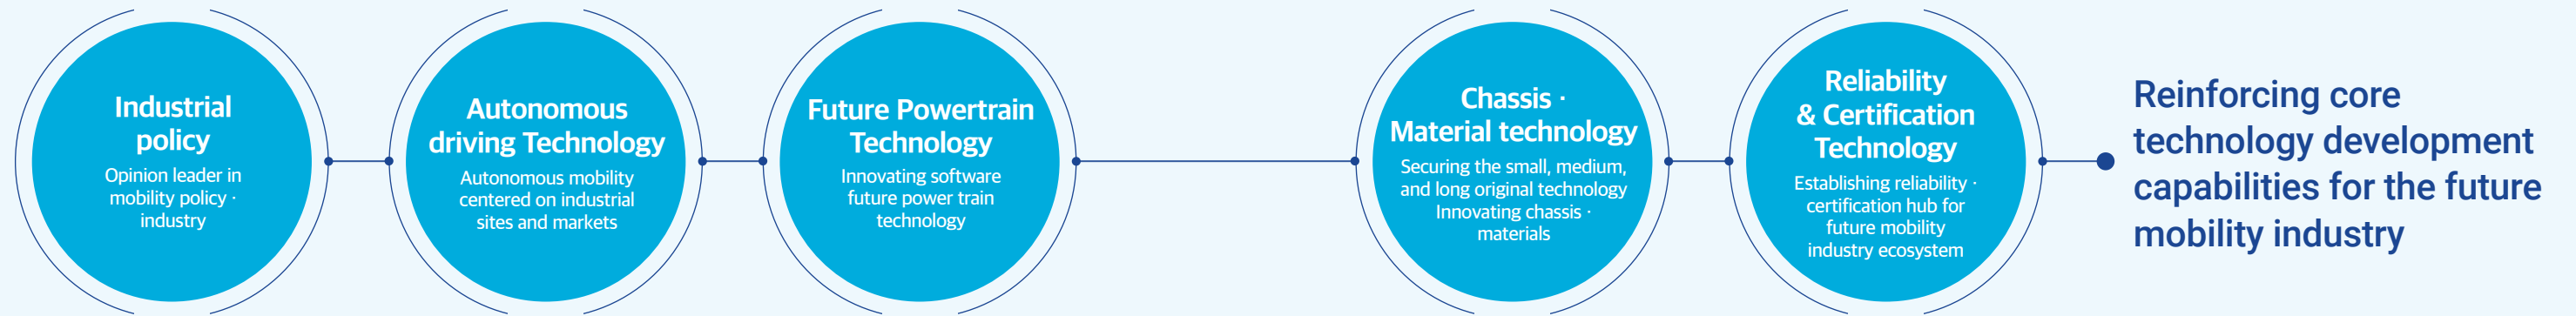 Industrial
policy
Opinion leader in
mobility policy ·
industry
Autonomous
driving Technology
Autonomous mobility
centered on industrial
sites and markets
Future Powertrain
Technology
Innovating software
future power train
technology
Chassis ·
Material technology
Securing the small, medium,
and long original technology
Innovating chassis ·
materials
Reliability
& Certification
Technology
Establishing reliability ·
certification hub for
future mobility
industry ecosystem
Reinforcing core
technology development
capabilities for the future
mobility industry